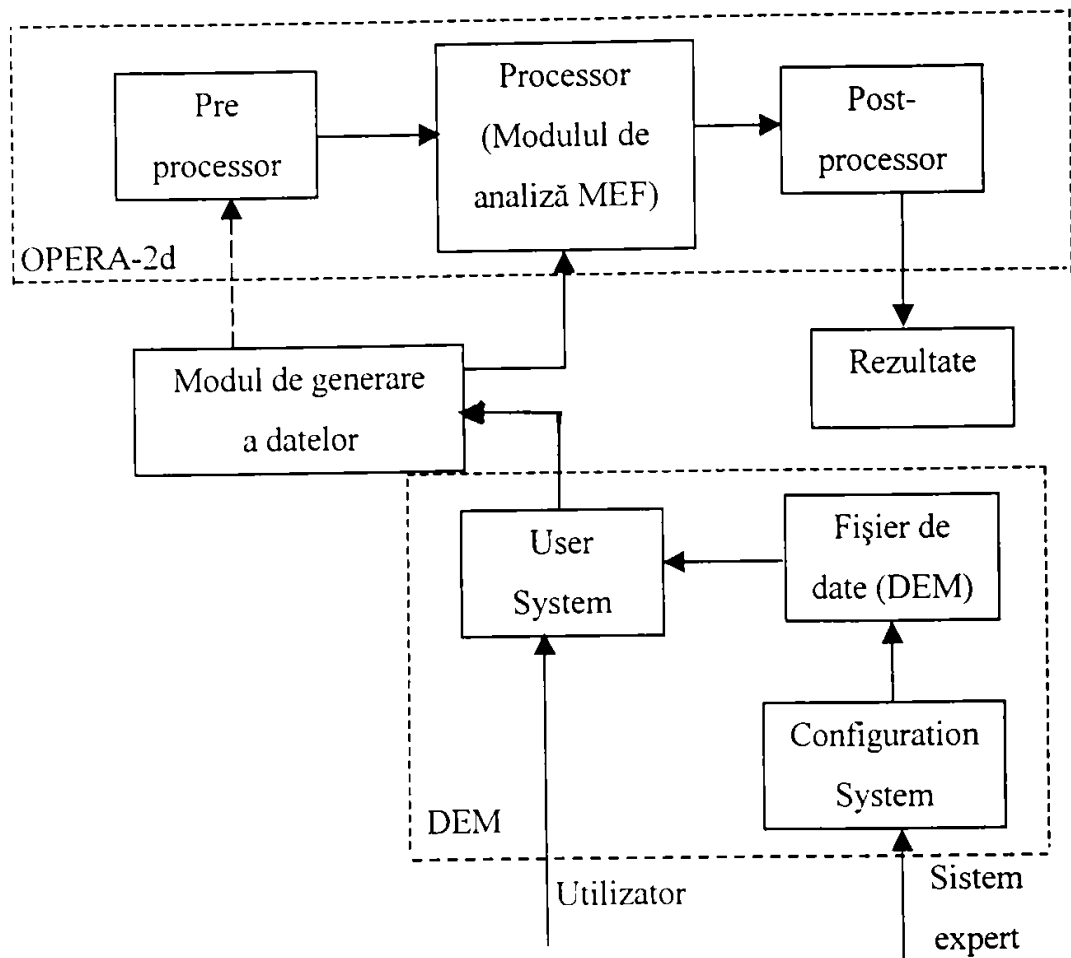 Pre
processor
Processor
(Modulul de
analiză MEF)
Post-
processor
OPERA-2d
Modul de generare
a datelor
Rezultate
User
System
Fişier de
date (DEM)
Configuration
System
DEM
Utilizator
Sistem
expert